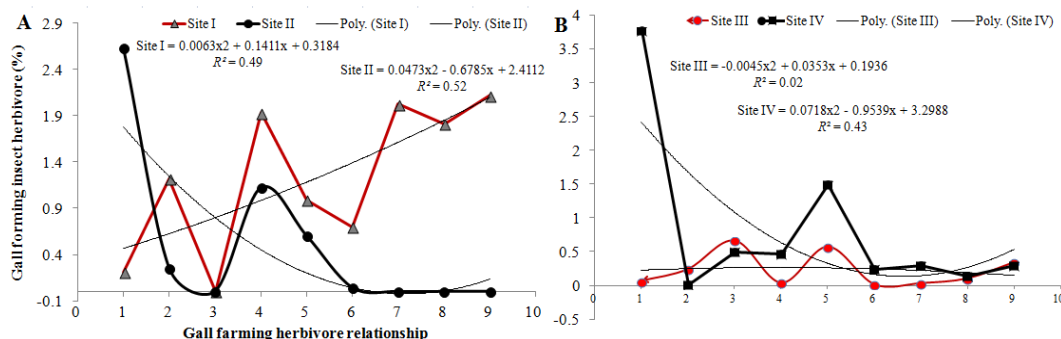 A
Site I Site II Poly. (Site I) Poly. (Site II)
2.9
2.4
1.9
1.4
0.9
0.4
-0.1
Site I = 0.0063x2 + 0.1411x + 0.3184
R² = 0.49
Site II = 0.0473x2 - 0.6785x + 2.4112
R² = 0.52
0 1 2 3 4 5 6 7 8 9 10
Gall farming insect herbivore (%)
Gall farming herbivore relationship
B
Site III Site IV Poly. (Site III) Poly. (Site IV)
4
3.5
3
2.5
2
1.5
1
0.5
0
-0.5
Site III = -0.0045x2 + 0.0353x + 0.1936
R² = 0.02
Site IV = 0.0718x2 - 0.9539x + 3.2988
R² = 0.43
0 1 2 3 4 5 6 7 8 9 10